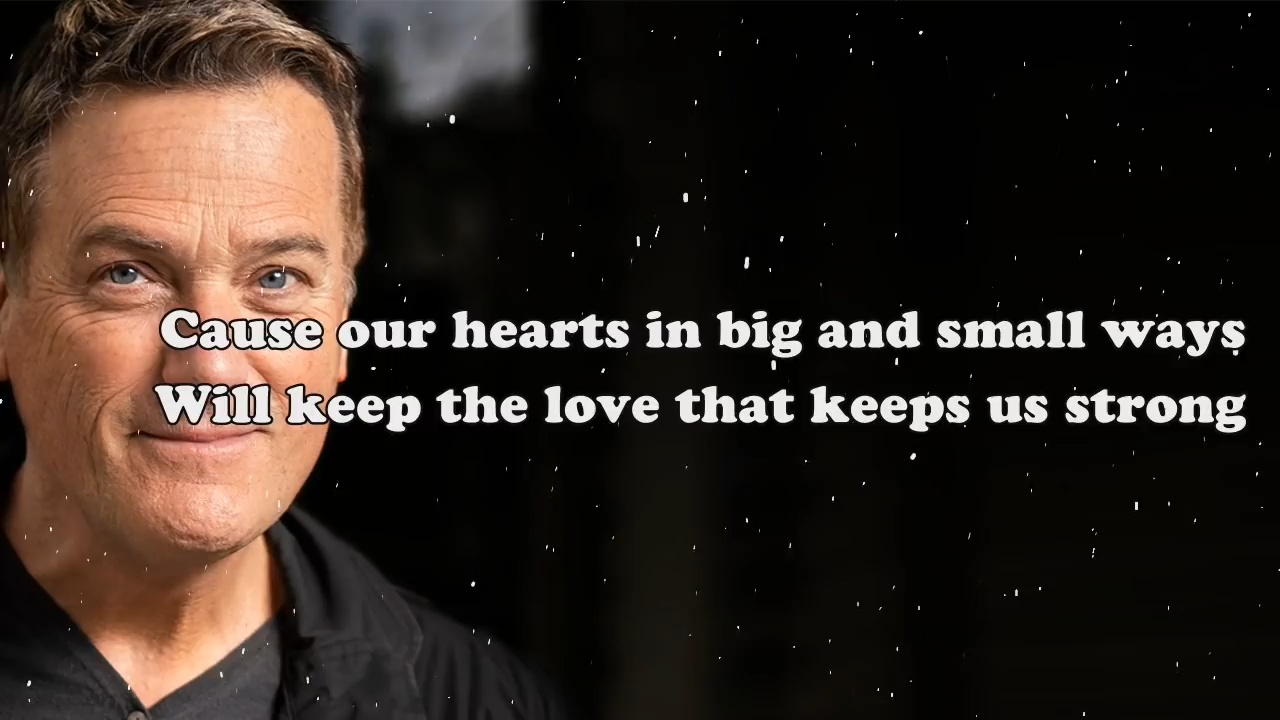 Cause our hearts in big and small ways
Will keep the love that keeps us strong